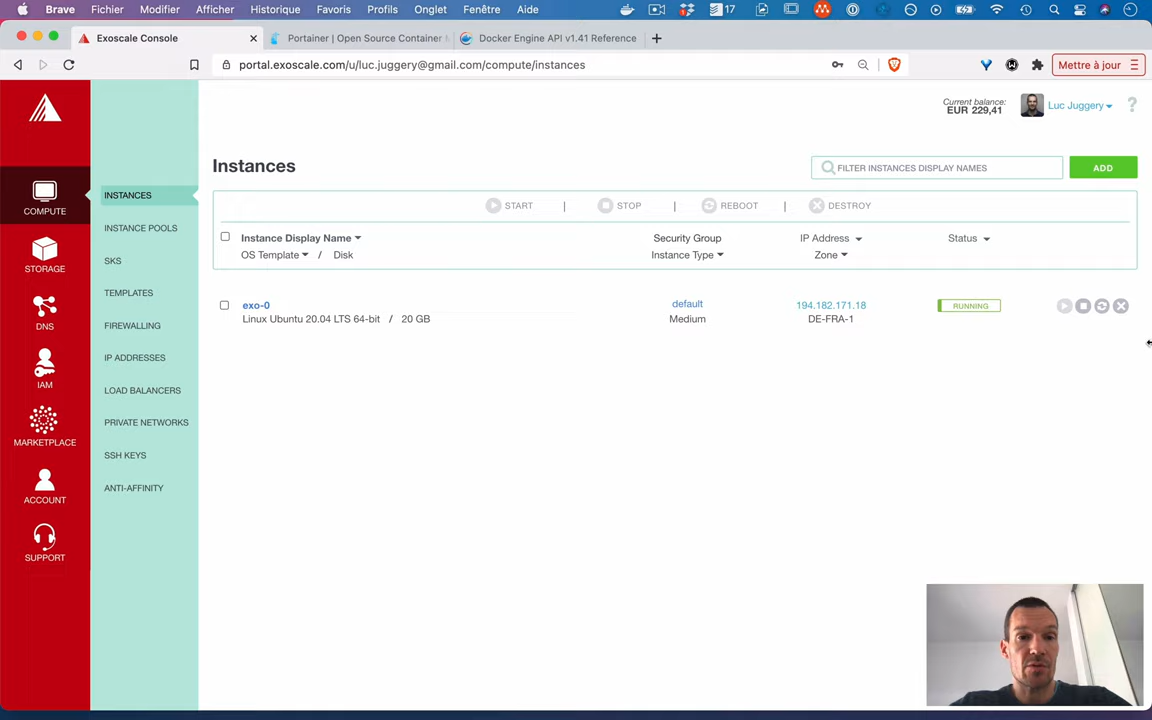 Brave Fichier Modifier Afficher Historique Favoris Profils Onglet Fenêtre Aide 17
Exoscale Console Portainer | Open Source Container Docker Engine API v1.41 Reference
portal.exoscale.com/u/luc.juggery@gmail.com/compute/instances Mettre à jour
Current balance:
EUR 229,41
Luc Juggery ?
Instances
FILTER INSTANCES DISPLAY NAMES ADD
START | STOP | REBOOT | DESTROY
Instance Display Name Security Group IP Address Status
OS Template / Disk Instance Type Zone
exo-0 default 194.182.171.18 RUNNING
Linux Ubuntu 20.04 LTS 64-bit / 20 GB Medium DE-FRA-1
COMPUTE
STORAGE
DNS
IAM
MARKETPLACE
ACCOUNT
SUPPORT
INSTANCES
INSTANCE POOLS
SKS
TEMPLATES
FIREWALLING
IP ADDRESSES
LOAD BALANCERS
PRIVATE NETWORKS
SSH KEYS
ANTI-AFFINITY